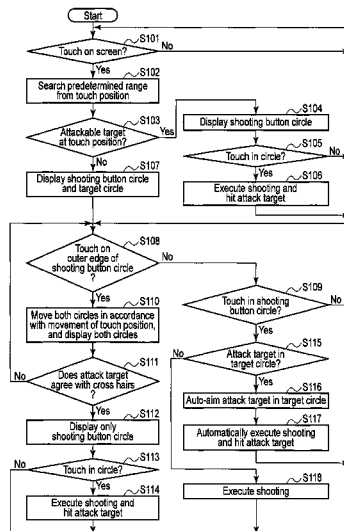 Start
S101
Touch on screen?
No
Yes
S102
Search predetermined range
from touch position
S103
Attackable target
at touch position?
Yes
No
S104
Display shooting button circle
S105
Touch in circle?
No
Yes
S106
Execute shooting and
hit attack target
S107
Display shooting button circle
and target circle
S108
Touch on
outer edge of
shooting button circle
?
No
Yes
S109
Touch in shooting
button circle?
No
Yes
S110
Move both circles in accordance
with movement of touch position,
and display both circles
S111
Does attack target
agree with cross hairs
?
No
Yes
S112
Display only
shooting button circle
S113
Touch in circle?
No
Yes
S114
Execute shooting and
hit attack target
S115
Attack target in
target circle?
No
Yes
S116
Auto-aim attack target in target circle
S117
Automatically execute shooting
and hit attack target
S118
Execute shooting